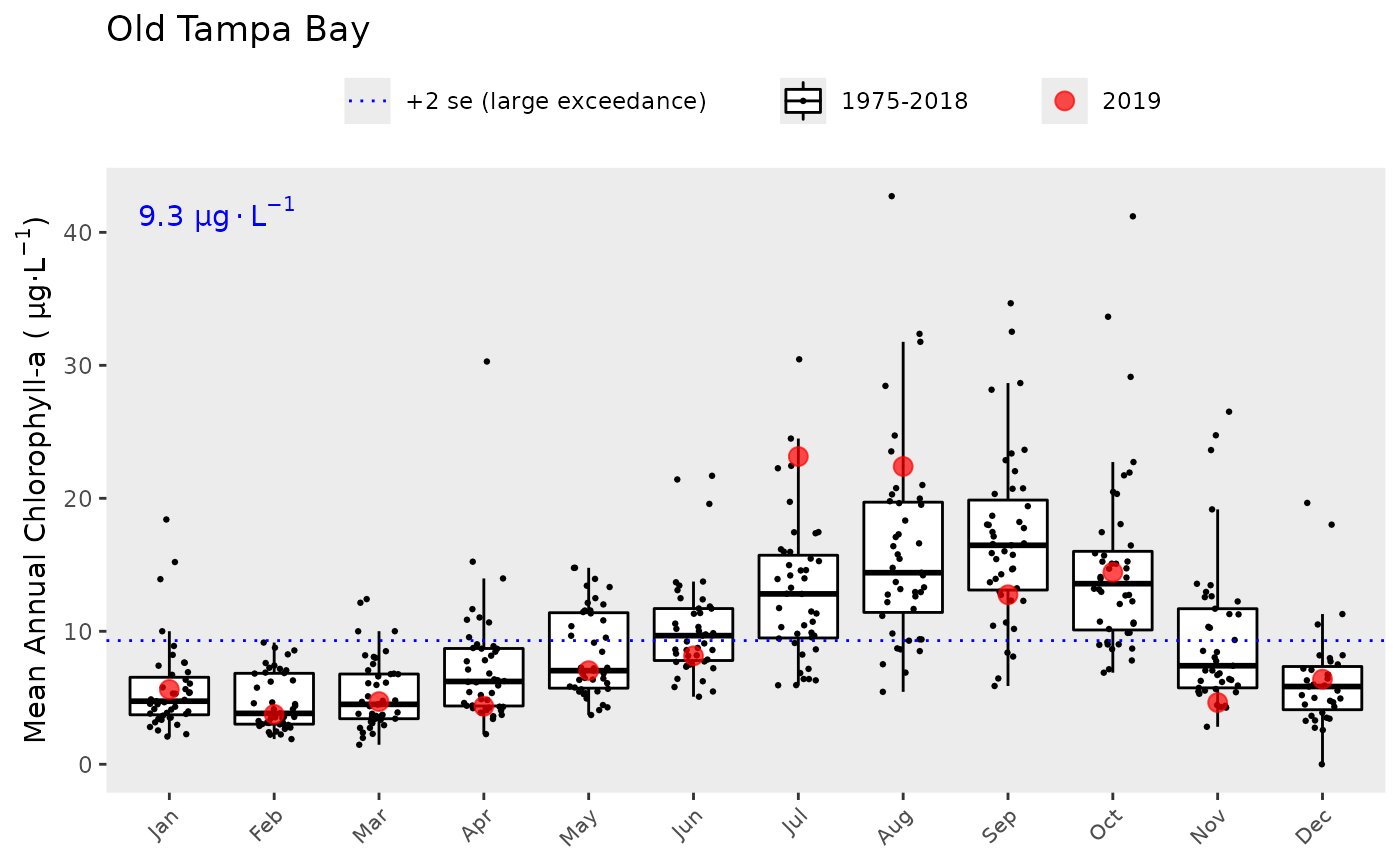 Old Tampa Bay
+2 se (large exceedance) 1975-2018 2019
9.3 µg·L⁻¹
Mean Annual Chlorophyll-a ( µg·L⁻¹)
40
30
20
10
0
Jan Feb Mar Apr May Jun Jul Aug Sep Oct Nov Dec